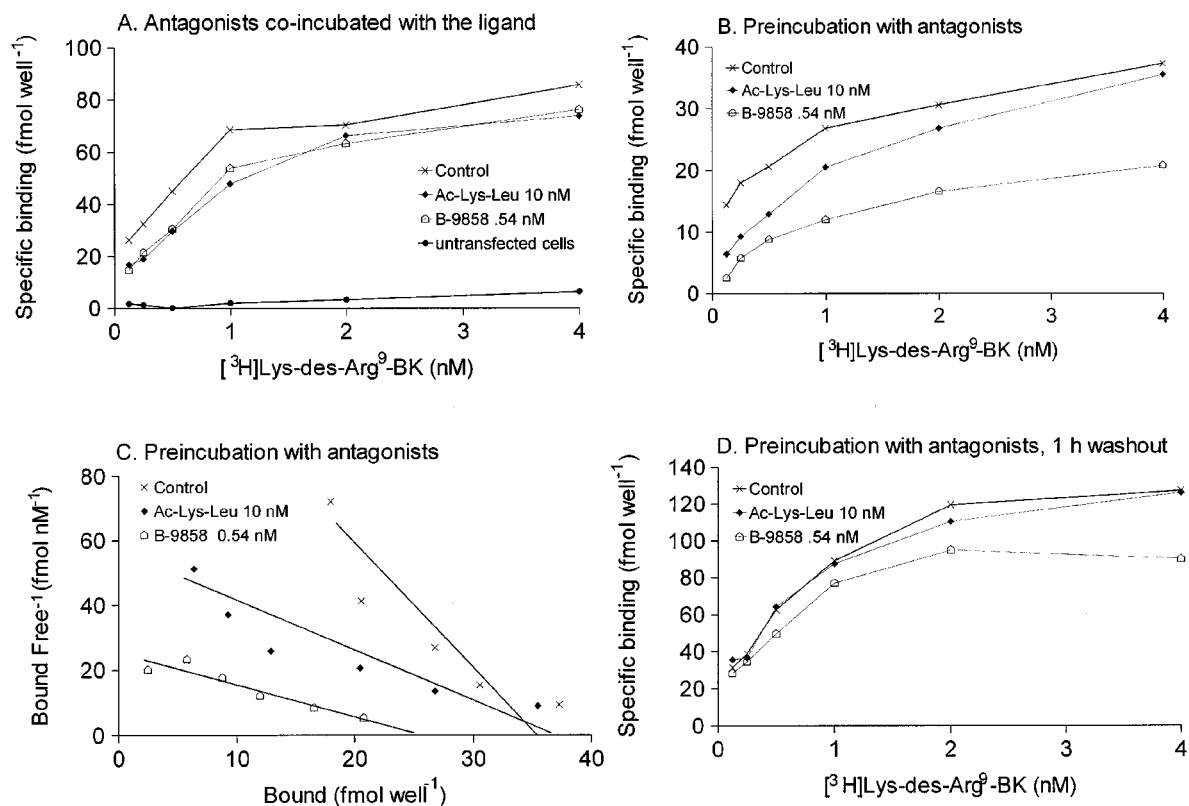 A. Antagonists co-incubated with the ligand
Specific binding (fmol well⁻¹)
100
80
60
40
20
0
Control
Ac-Lys-Leu 10 nM
B-9858 .54 nM
untransfected cells
0 1 2 3 4
[³H]Lys-des-Arg⁹-BK (nM)
B. Preincubation with antagonists
Specific binding (fmol well⁻¹)
40
30
20
10
0
Control
Ac-Lys-Leu 10 nM
B-9858 .54 nM
0 1 2 3 4
[³H]Lys-des-Arg⁹-BK (nM)
C. Preincubation with antagonists
Bound Free⁻¹ (fmol nM⁻¹)
80
60
40
20
0
Control
Ac-Lys-Leu 10 nM
B-9858 0.54 nM
0 10 20 30 40
Bound (fmol well⁻¹)
D. Preincubation with antagonists, 1 h washout
Specific binding (fmol well⁻¹)
140
120
100
80
60
40
20
0
Control
Ac-Lys-Leu 10 nM
B-9858 .54 nM
0 1 2 3 4
[³H]Lys-des-Arg⁹-BK (nM)